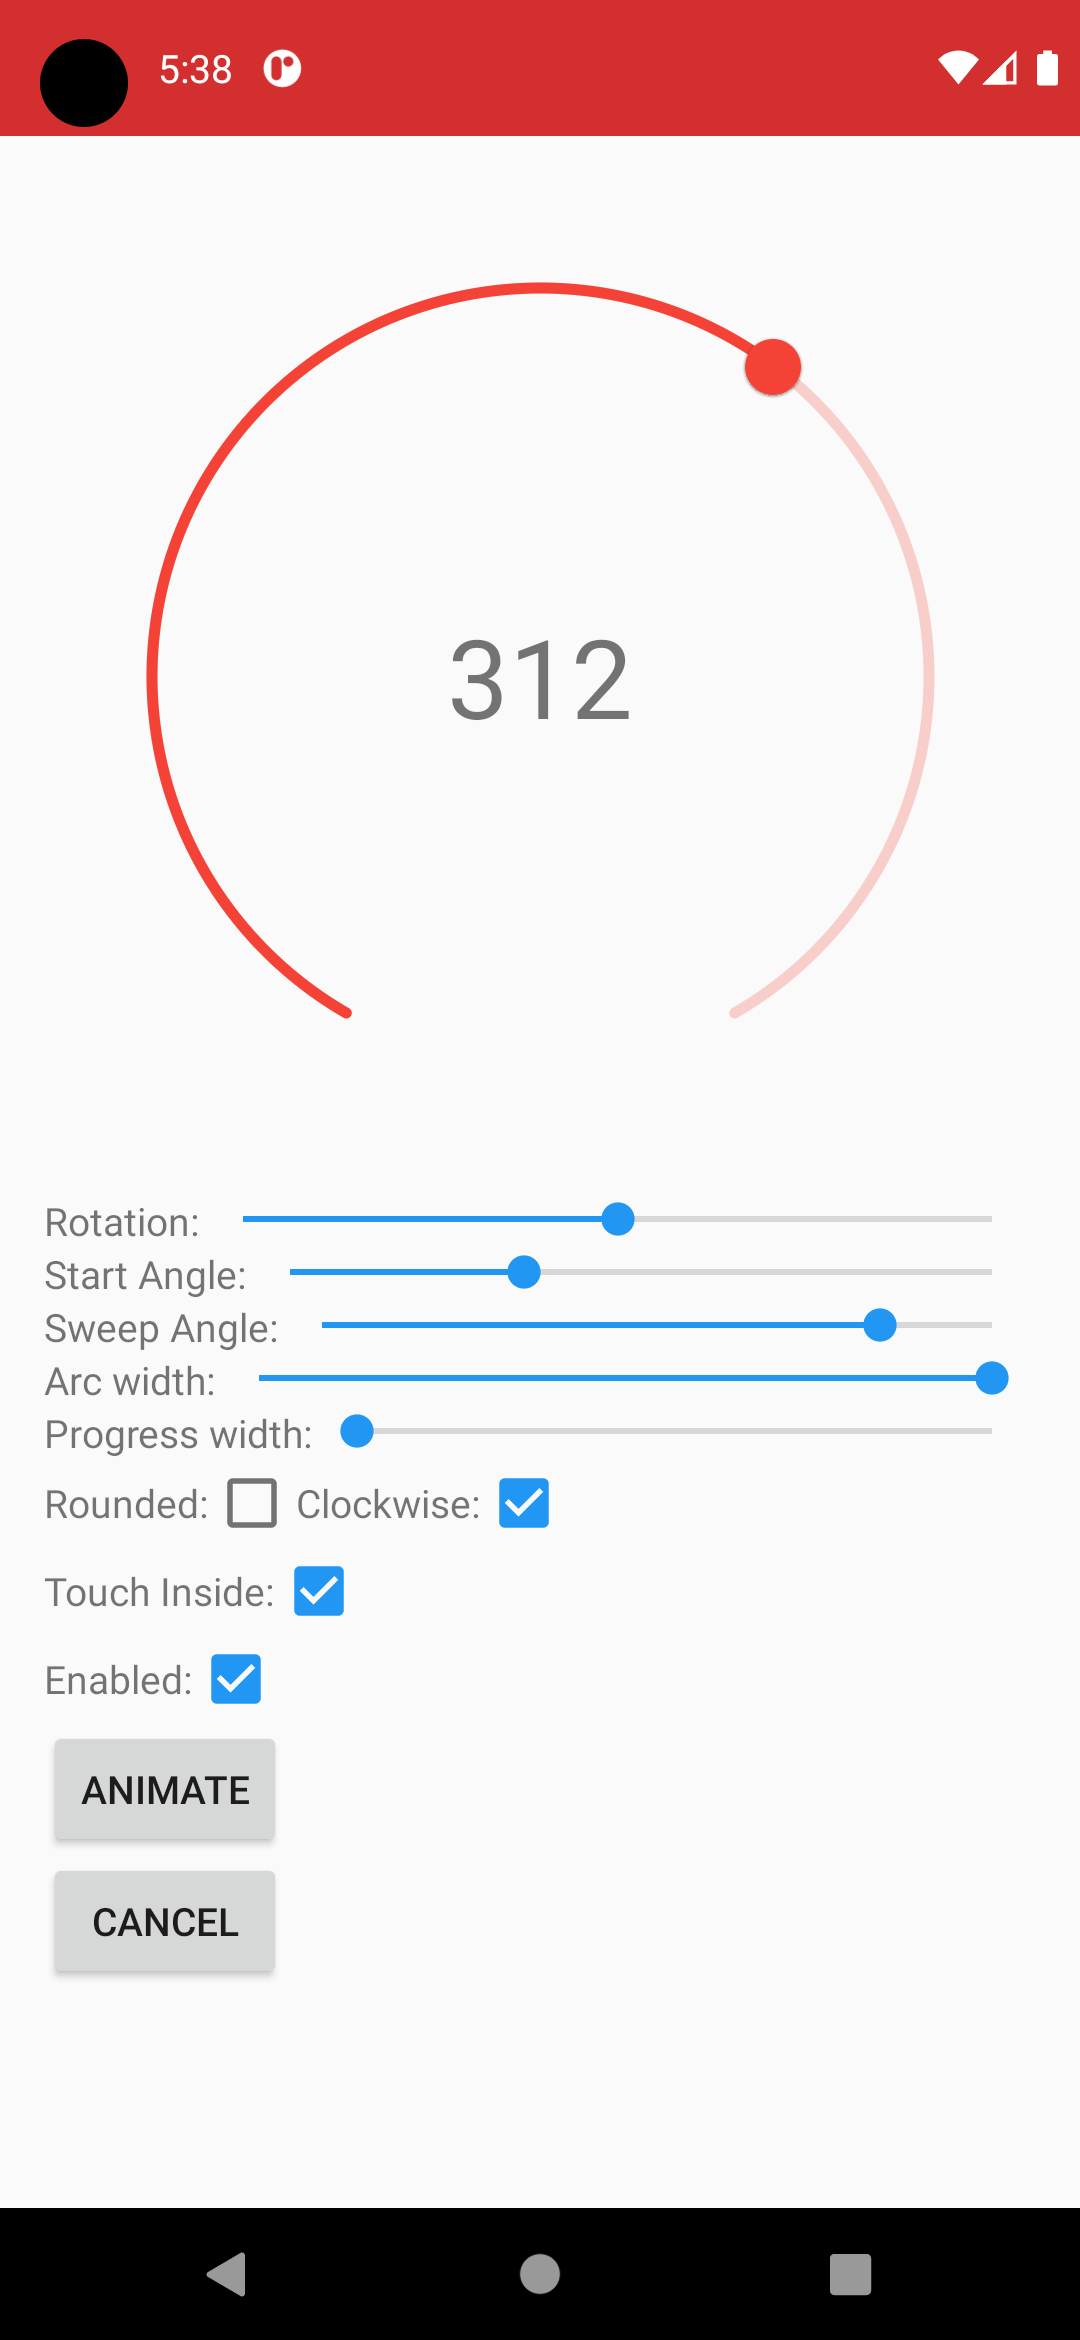 5:38
312
Rotation:
Start Angle:
Sweep Angle:
Arc width:
Progress width:
Rounded: Clockwise:
Touch Inside:
Enabled:
ANIMATE
CANCEL